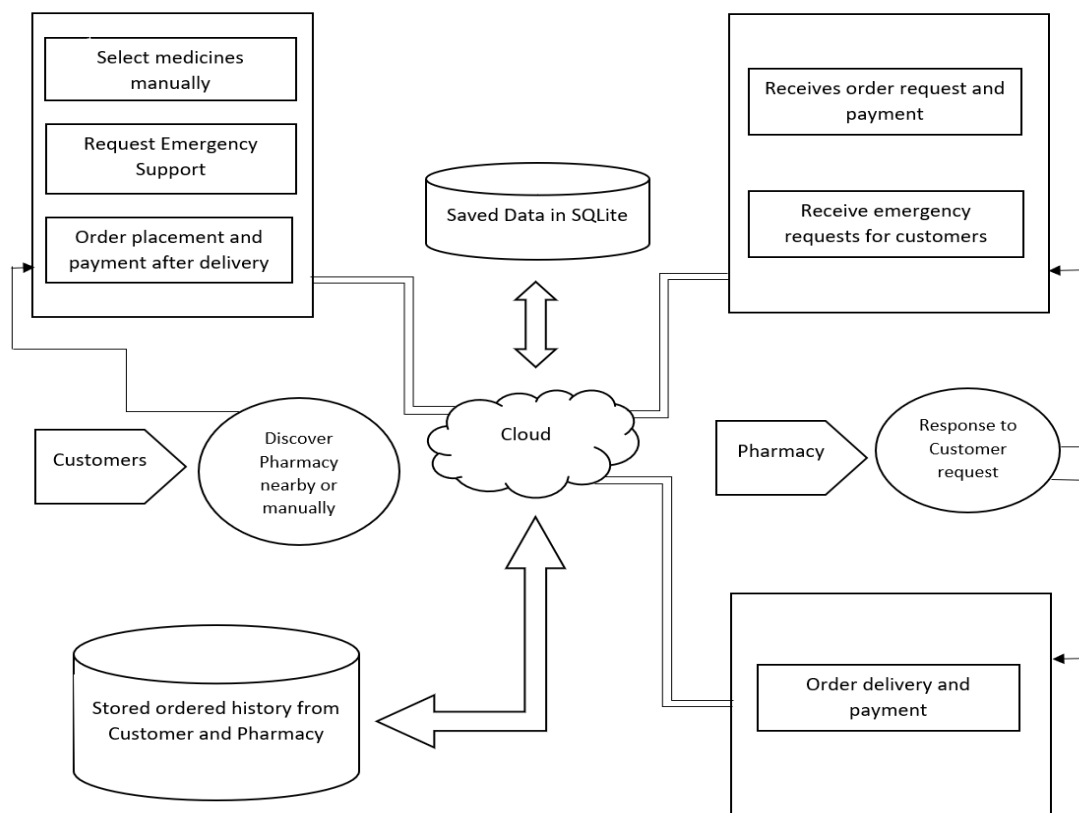 Select medicines
manually
Request Emergency
Support
Order placement and
payment after delivery
Saved Data in SQLite
Receives order request and
payment
Receive emergency
requests for customers
Customers
Discover
Pharmacy
nearby or
manually
Cloud
Pharmacy
Response to
Customer
request
Stored ordered history from
Customer and Pharmacy
Order delivery and
payment